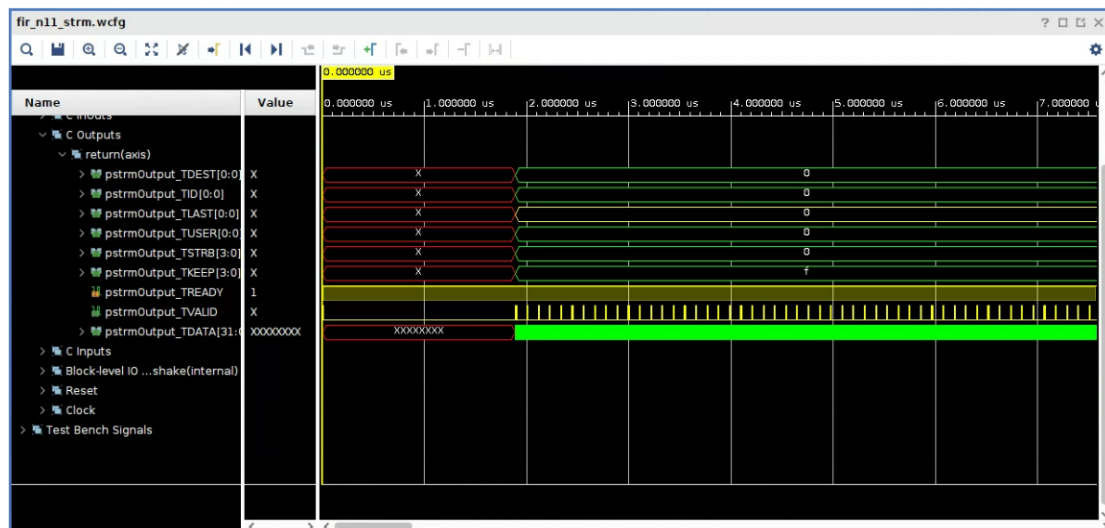 fir_n11_strm.wcfg
0.000000 us
Name Value 0.000000 us 1.000000 us 2.000000 us 3.000000 us 4.000000 us 5.000000 us 6.000000 us 7.000000
C Inouts
C Outputs
return(axis)
pstrmOutput_TDEST[0:0] X X 0
pstrmOutput_TID[0:0] X X 0
pstrmOutput_TLAST[0:0] X X 0
pstrmOutput_TUSER[0:0] X X 0
pstrmOutput_TSTRB[3:0] X X 0
pstrmOutput_TKEEP[3:0] X X f
pstrmOutput_TREADY 1
pstrmOutput_TVALID X
pstrmOutput_TDATA[31: XXXXXXXX XXXXXXXX
C Inputs
Block-level IO ...shake(internal)
Reset
Clock
Test Bench Signals